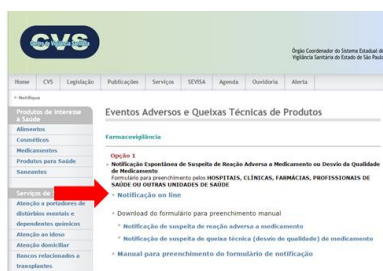 CVS
Centro de Vigilância Sanitária
Órgão Coordenador do Sistema Estadual de
Vigilância Sanitária do Estado de São Paulo
Home CVS Legislação Publicações Serviços SEVISA Agenda Ouvidoria Alerta
Notifique
Produtos de Interesse
a Saúde
Alimentos
Cosméticos
Medicamentos
Produtos para Saúde
Saneantes
Serviços de
Atenção a portadores de
distúrbios mentais e
dependentes químicos
Atenção ao idoso
Atenção domiciliar
Bancos relacionados a
transplantes
Eventos Adversos e Queixas Técnicas de Produtos
Farmacovigilância
Opção 1
Notificação Espontânea de Suspeita de Reação Adversa a Medicamento ou Desvio da Qualidade
de Medicamento
Formulário para preenchimento pelos HOSPITAIS, CLÍNICAS, FARMÁCIAS, PROFISSIONAIS DE
SAÚDE OU OUTRAS UNIDADES DE SAÚDE
Notificação on line
Download do formulário para preenchimento manual
Notificação de suspeita de reação adversa a medicamento
Notificação de suspeita de queixa técnica (desvio de qualidade) de medicamento
Manual para preenchimento do formulário de notificação